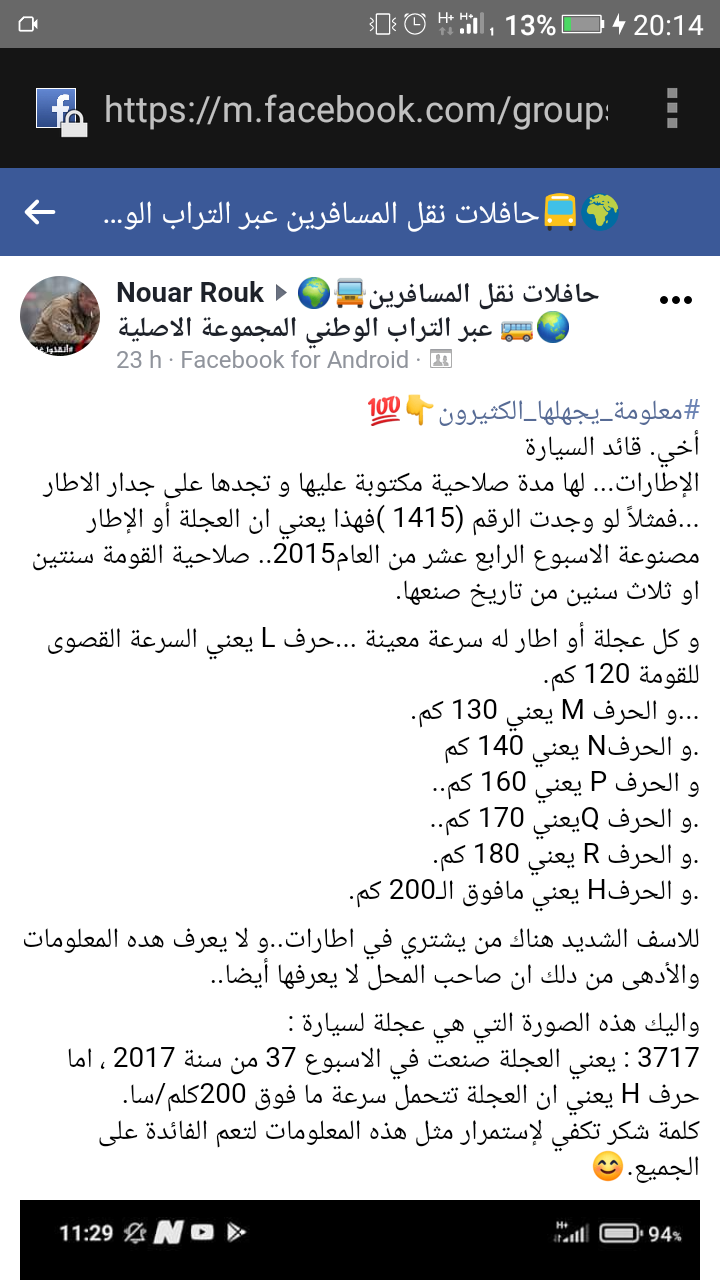 H+ H+ 1 13% 20:14
https://m.facebook.com/groups
🌍🚍حافلات نقل المسافرين عبر التراب الو...
Nouar Rouk ▸ حافلات نقل المسافرين🚍🌍
🌏🚌 عبر التراب الوطني المجموعة الاصلية
23 h · Facebook for Android ·
#معلومة_يجهلها_الكثيرون👇💯
أخي. قائد السيارة
الإطارات... لها مدة صلاحية مكتوبة عليها و تجدها على جدار الاطار
...فمثلاً لو وجدت الرقم (1415 )فهذا يعني ان العجلة أو الإطار
مصنوعة الاسبوع الرابع عشر من العام2015.. صلاحية القومة سنتين
او ثلاث سنين من تاريخ صنعها.
و كل عجلة أو اطار له سرعة معينة ...حرف L يعني السرعة القصوى
للقومة 120 كم.
...و الحرف M يعني 130 كم.
.و الحرفN يعني 140 كم
و الحرف P يعني 160 كم..
.و الحرف Qيعني 170 كم..
.و الحرف R يعني 180 كم.
.و الحرفH يعني مافوق الـ200 كم.
للاسف الشديد هناك من يشتري في اطارات..و لا يعرف هده المعلومات
والأدهى من دلك ان صاحب المحل لا يعرفها أيضا..
واليك هذه الصورة التي هي عجلة لسيارة :
3717 : يعني العجلة صنعت في الاسبوع 37 من سنة 2017 ، اما
حرف H يعني ان العجلة تتحمل سرعة ما فوق 200كلم/سا.
كلمة شكر تكفي لإستمرار مثل هذه المعلومات لتعم الفائدة على
الجميع.😊
11:29 H+ 94%